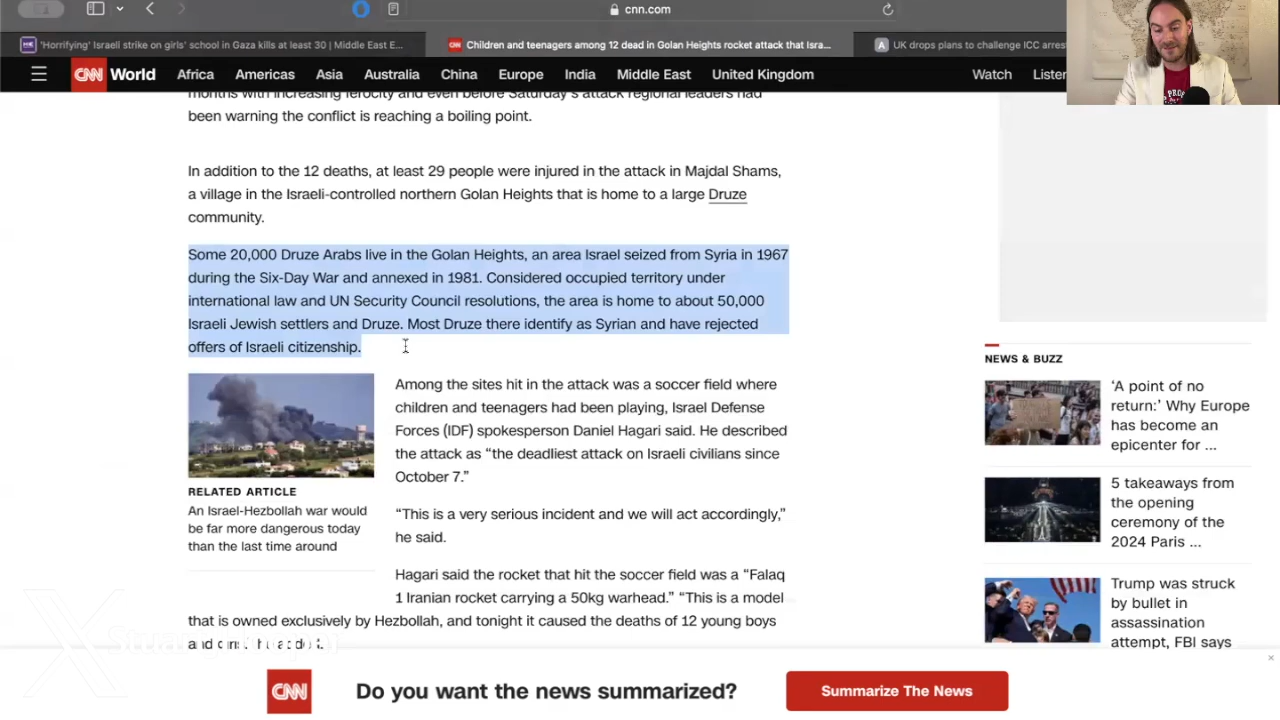 cnn.com
'Horrifying' Israeli strike on girls' school in Gaza kills at least 30 | Middle East E...
Children and teenagers among 12 dead in Golan Heights rocket attack that Isra...
UK drops plans to challenge ICC arres
CNN World Africa Americas Asia Australia China Europe India Middle East United Kingdom Watch Listen
months with increasing ferocity and even before Saturday's attack regional leaders had
been warning the conflict is reaching a boiling point.
In addition to the 12 deaths, at least 29 people were injured in the attack in Majdal Shams,
a village in the Israeli-controlled northern Golan Heights that is home to a large Druze
community.
Some 20,000 Druze Arabs live in the Golan Heights, an area Israel seized from Syria in 1967
during the Six-Day War and annexed in 1981. Considered occupied territory under
international law and UN Security Council resolutions, the area is home to about 50,000
Israeli Jewish settlers and Druze. Most Druze there identify as Syrian and have rejected
offers of Israeli citizenship.
RELATED ARTICLE
An Israel-Hezbollah war would
be far more dangerous today
than the last time around
Among the sites hit in the attack was a soccer field where
children and teenagers had been playing, Israel Defense
Forces (IDF) spokesperson Daniel Hagari said. He described
the attack as “the deadliest attack on Israeli civilians since
October 7.”
“This is a very serious incident and we will act accordingly,”
he said.
Hagari said the rocket that hit the soccer field was a “Falaq
1 Iranian rocket carrying a 50kg warhead.” “This is a model
that is owned exclusively by Hezbollah, and tonight it caused the deaths of 12 young boys
NEWS & BUZZ
‘A point of no
return:’ Why Europe
has become an
epicenter for ...
5 takeaways from
the opening
ceremony of the
2024 Paris ...
Trump was struck
by bullet in
assassination
attempt, FBI says
CNN
Do you want the news summarized?
Summarize The News